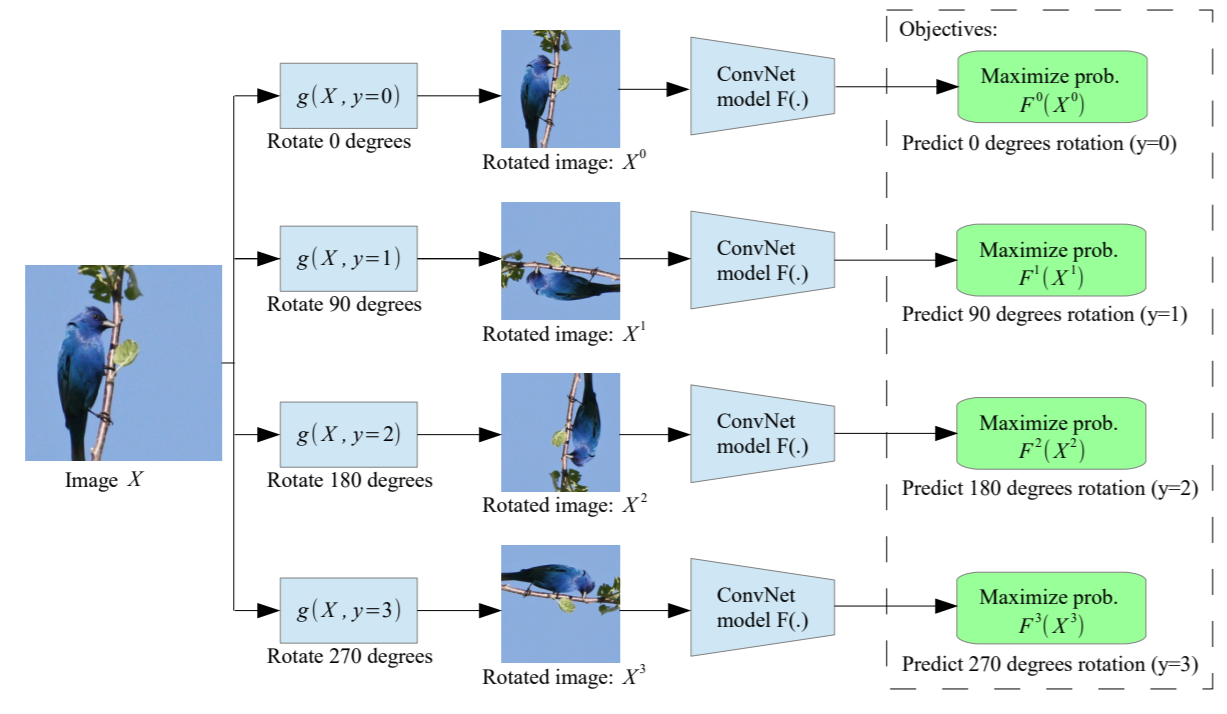 Objectives:
g(X, y=0)
Rotate 0 degrees
Rotated image: X⁰
ConvNet
model F(.)
Maximize prob.
F⁰(X⁰)
Predict 0 degrees rotation (y=0)
g(X, y=1)
Rotate 90 degrees
Rotated image: X¹
ConvNet
model F(.)
Maximize prob.
F¹(X¹)
Predict 90 degrees rotation (y=1)
Image X
g(X, y=2)
Rotate 180 degrees
Rotated image: X²
ConvNet
model F(.)
Maximize prob.
F²(X²)
Predict 180 degrees rotation (y=2)
g(X, y=3)
Rotate 270 degrees
Rotated image: X³
ConvNet
model F(.)
Maximize prob.
F³(X³)
Predict 270 degrees rotation (y=3)